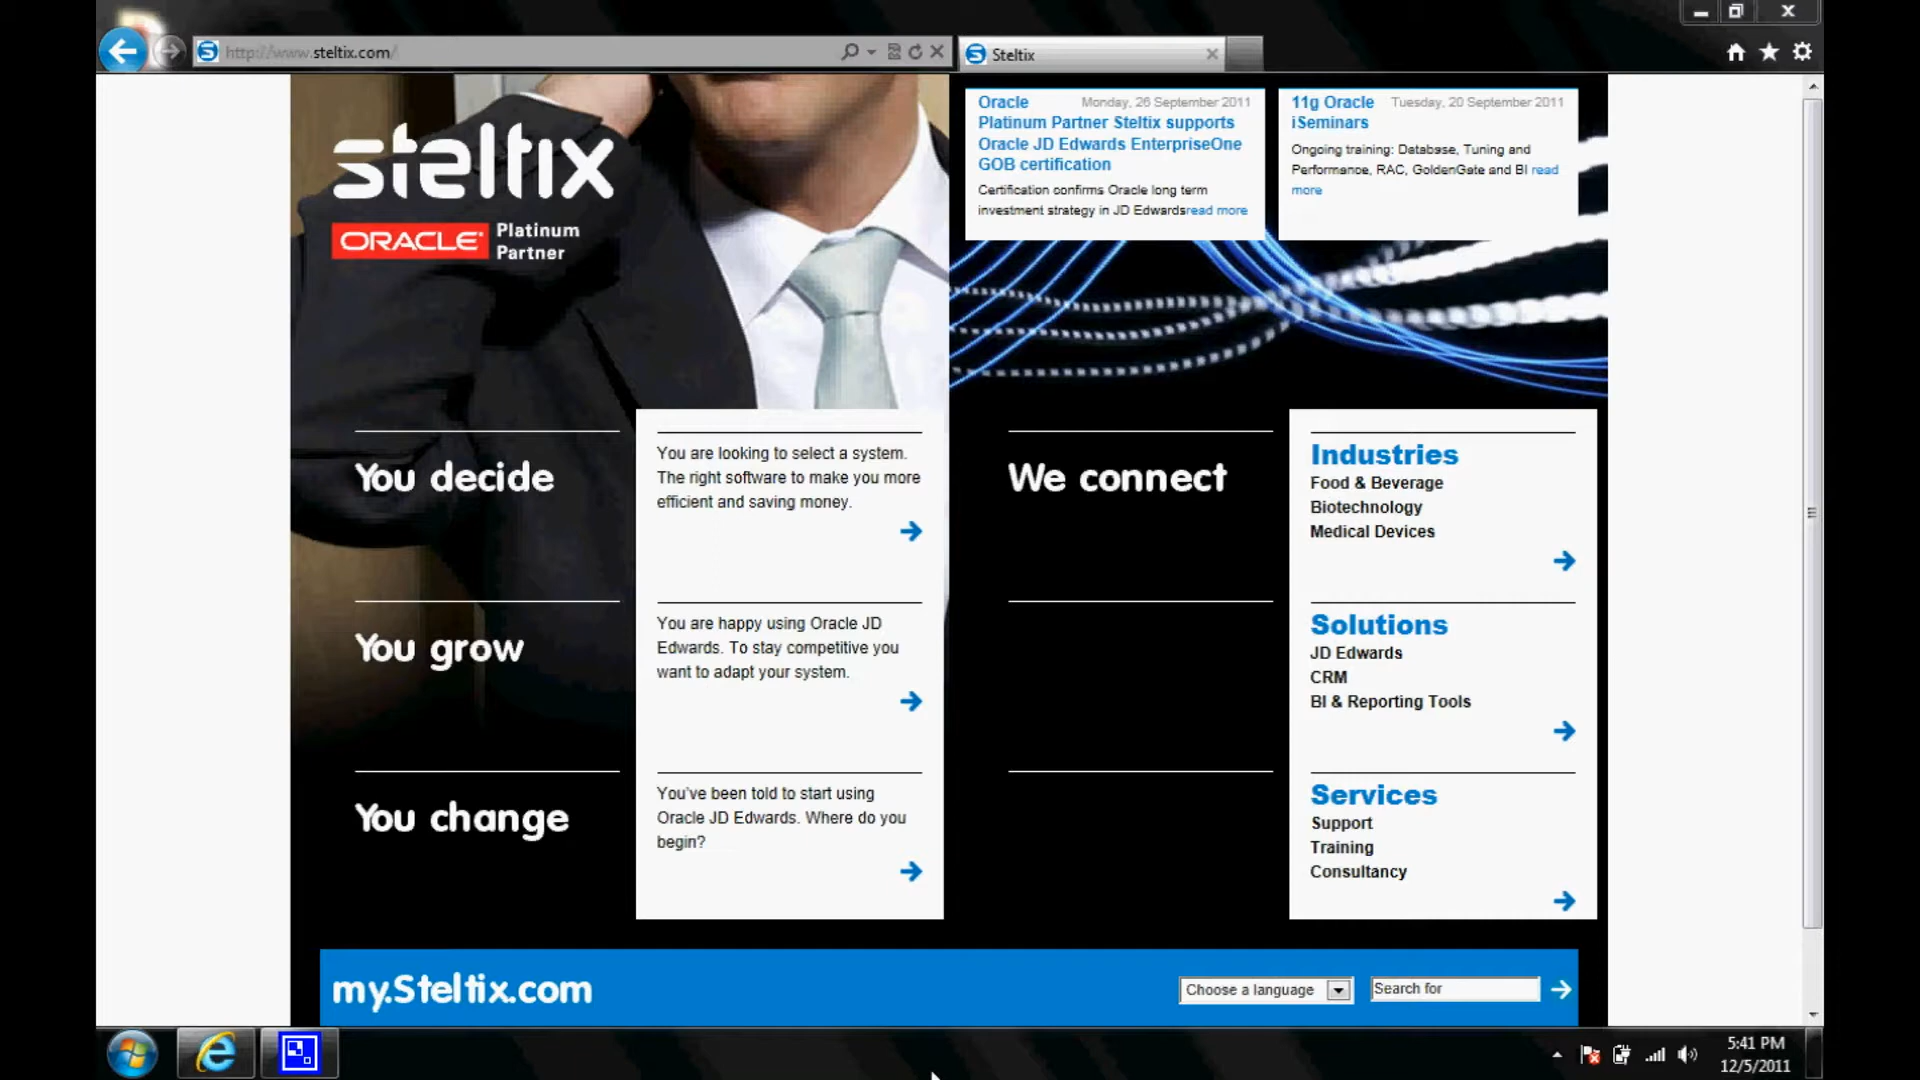 http://www.steltix.com/
Steltix
steltix
ORACLE Platinum
Partner
Oracle Monday, 26 September 2011
Platinum Partner Steltix supports
Oracle JD Edwards EnterpriseOne
GOB certification
Certification confirms Oracle long term
investment strategy in JD Edwardsread more
11g Oracle Tuesday, 20 September 2011
iSeminars
Ongoing training: Database, Tuning and
Performance, RAC, GoldenGate and BI read
more
You decide
You are looking to select a system.
The right software to make you more
efficient and saving money.
You grow
You are happy using Oracle JD
Edwards. To stay competitive you
want to adapt your system.
You change
You've been told to start using
Oracle JD Edwards. Where do you
begin?
We connect
Industries
Food & Beverage
Biotechnology
Medical Devices
Solutions
JD Edwards
CRM
BI & Reporting Tools
Services
Support
Training
Consultancy
my.Steltix.com
Choose a language
Search for
5:41 PM
12/5/2011